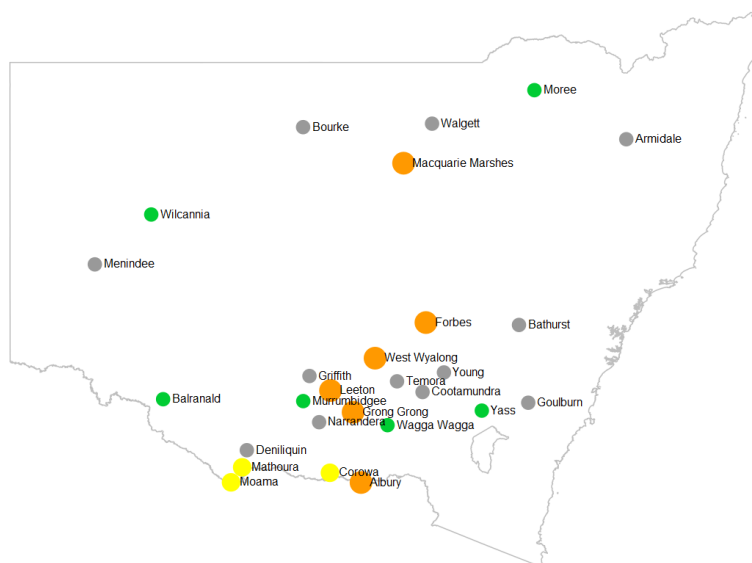 Moree
Walgett
Bourke
Armidale
Macquarie Marshes
Wilcannia
Menindee
Forbes
Bathurst
West Wyalong
Young
Griffith
Temora
Leeton
Cootamundra
Balranald
Murrumbidgee
Goulburn
Grong Grong
Yass
Narrandera
Wagga Wagga
Deniliquin
Mathoura
Corowa
Moama
Albury